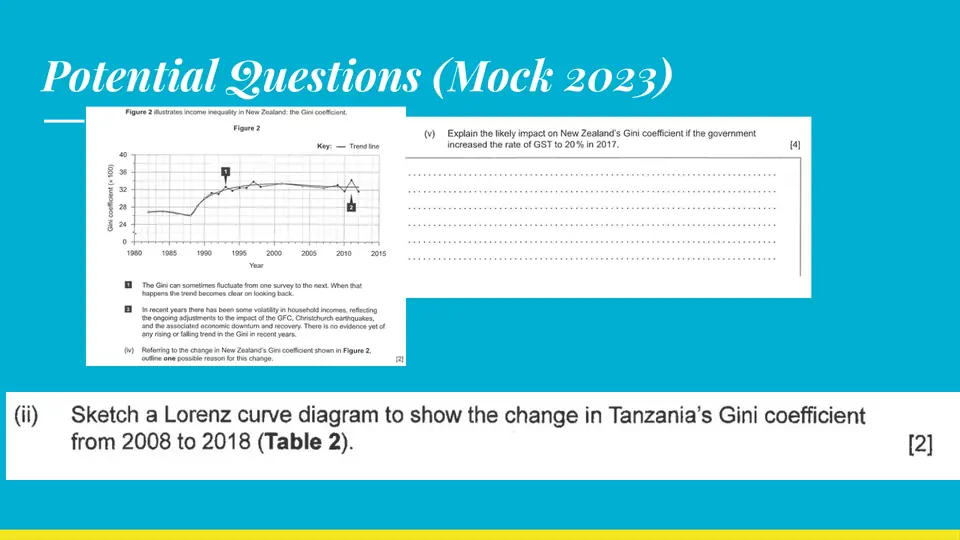 Potential Questions (Mock 2023)
Figure 2 illustrates income inequality in New Zealand: the Gini coefficient.
Figure 2
Key: — Trend line
Gini coefficient (× 100)
40
36
32
28
24
0
1
2
1980 1985 1990 1995 2000 2005 2010 2015
Year
1 The Gini can sometimes fluctuate from one survey to the next. When that
happens the trend becomes clear on looking back.
2 In recent years there has been some volatility in household incomes, reflecting
the ongoing adjustments to the impact of the GFC, Christchurch earthquakes,
and the associated economic downturn and recovery. There is no evidence yet of
any rising or falling trend in the Gini in recent years.
(iv) Referring to the change in New Zealand's Gini coefficient shown in Figure 2,
outline one possible reason for this change. [2]
(v) Explain the likely impact on New Zealand's Gini coefficient if the government
increased the rate of GST to 20% in 2017. [4]
(ii) Sketch a Lorenz curve diagram to show the change in Tanzania's Gini coefficient
from 2008 to 2018 (Table 2). [2]